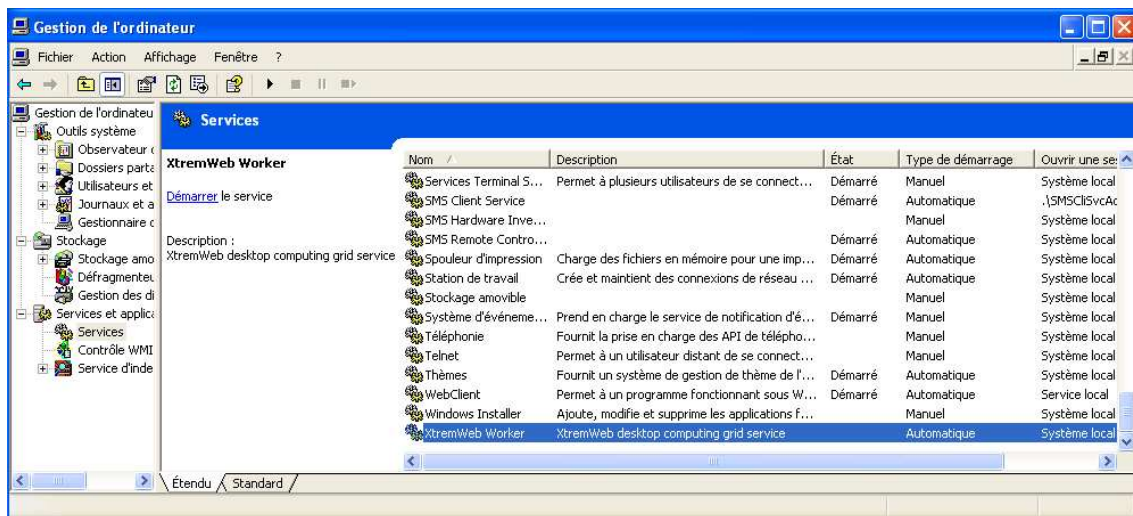 Gestion de l'ordinateur
Fichier Action Affichage Fenêtre ?
Gestion de l'ordinateu
Outils système
Observateur
Dossiers parta
Utilisateurs et
Journaux et a
Gestionnaire
Stockage
Stockage amo
Défragmenteu
Gestion des di
Services et applica
Services
Contrôle WMI
Service d'inde
Services
XtremWeb Worker
Démarrer le service
Description :
XtremWeb desktop computing grid service
Nom Description État Type de démarrage Ouvrir une ses
Services Terminal S... Permet à plusieurs utilisateurs de se connect... Démarré Manuel Système local
SMS Client Service Démarré Automatique .\SMSCliSvcAc
SMS Hardware Inve... Manuel Système local
SMS Remote Contro... Démarré Automatique Système local
Spouleur d'impression Charge des fichiers en mémoire pour une imp... Démarré Automatique Système local
Station de travail Crée et maintient des connexions de réseau ... Démarré Automatique Système local
Stockage amovible Manuel Système local
Système d'événeme... Prend en charge le service de notification d'é... Démarré Manuel Système local
Téléphonie Fournit la prise en charge des API de télépho... Manuel Système local
Telnet Permet à un utilisateur distant de se connect... Manuel Système local
Thèmes Fournit un système de gestion de thème de l'... Démarré Automatique Système local
WebClient Permet à un programme fonctionnant sous W... Démarré Automatique Service local
Windows Installer Ajoute, modifie et supprime les applications f... Manuel Système local
XtremWeb Worker XtremWeb desktop computing grid service Automatique Système local
Étendu Standard